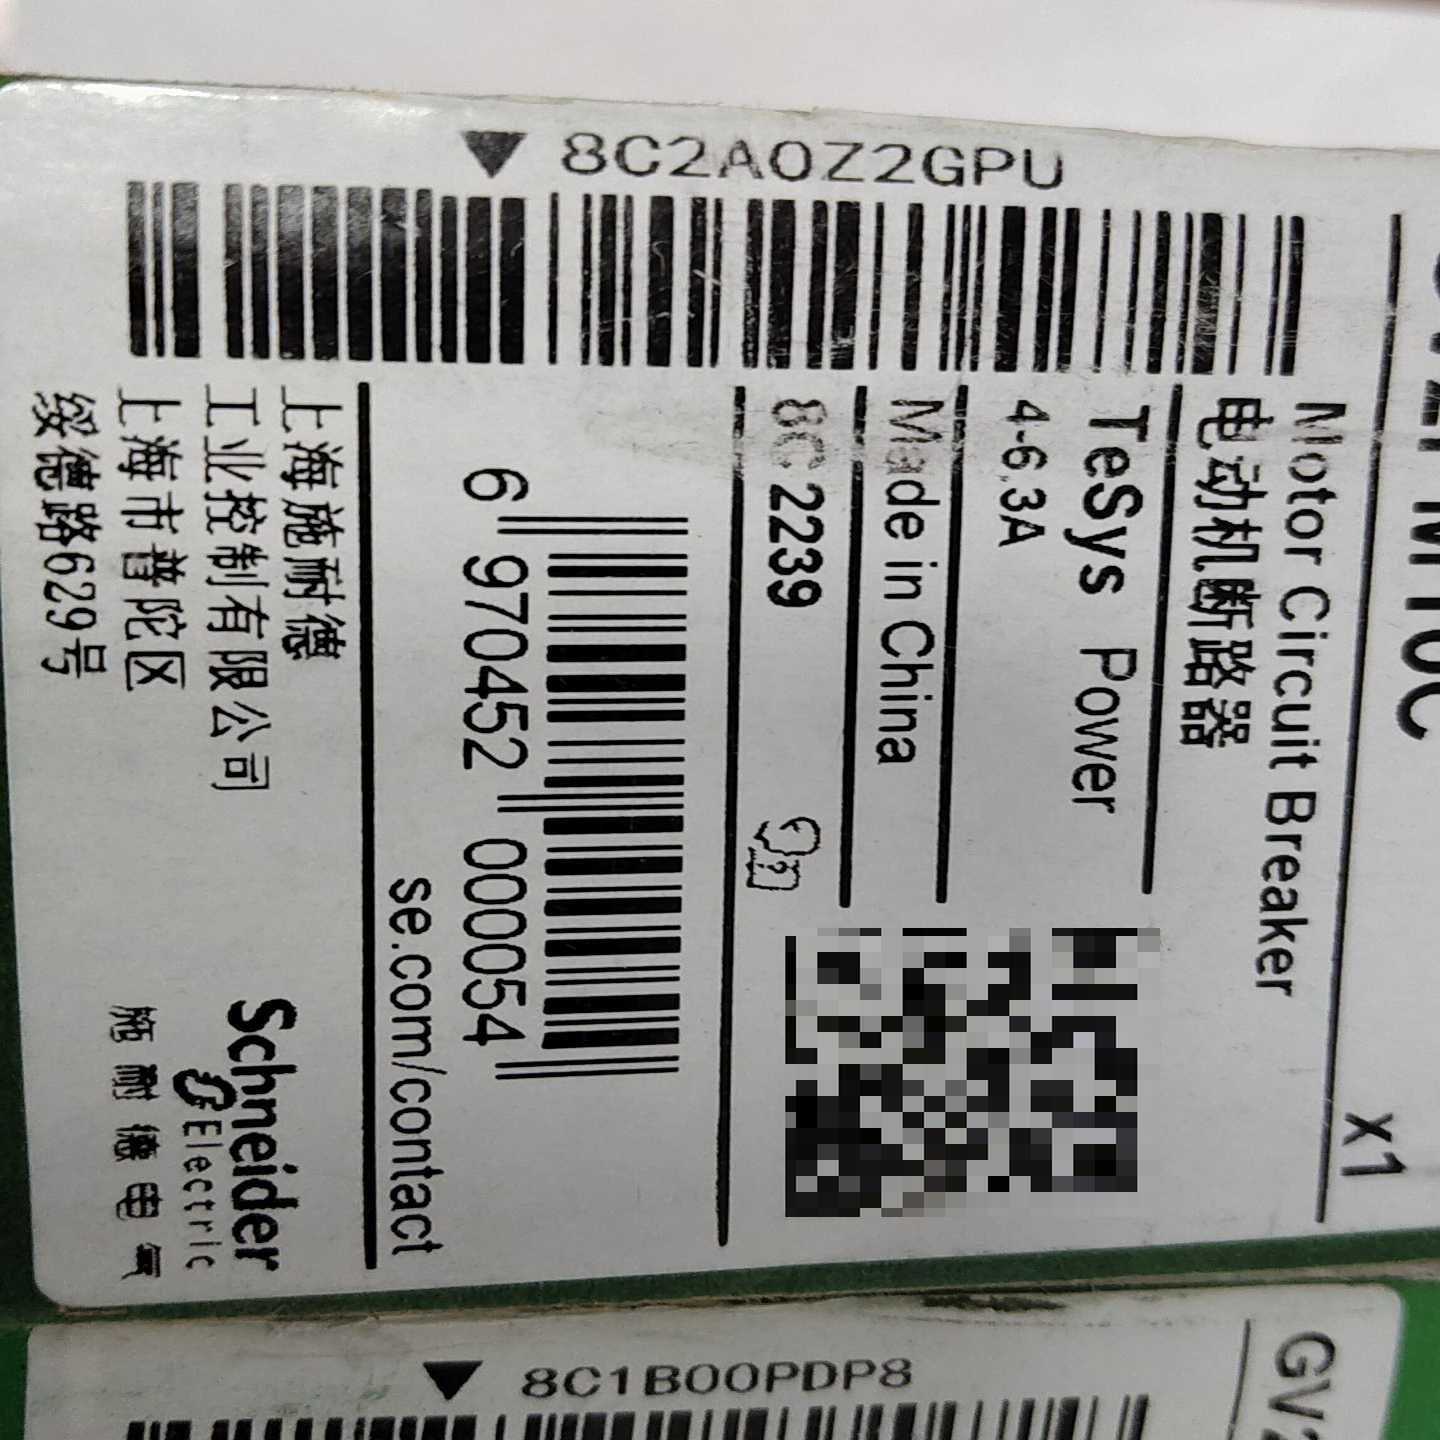 8C2A0Z2GPU
M10C
x1
Motor Circuit Breaker
电动机断路器
TeSys Power
4-6,3A
Made in China
8C 2239
6 970452 000054
se.com/contact
上海施耐德
工业控制有限公司
上海市普陀区
绥德路629号
Schneider
Electric
施耐德电气
8C1B00PDP8